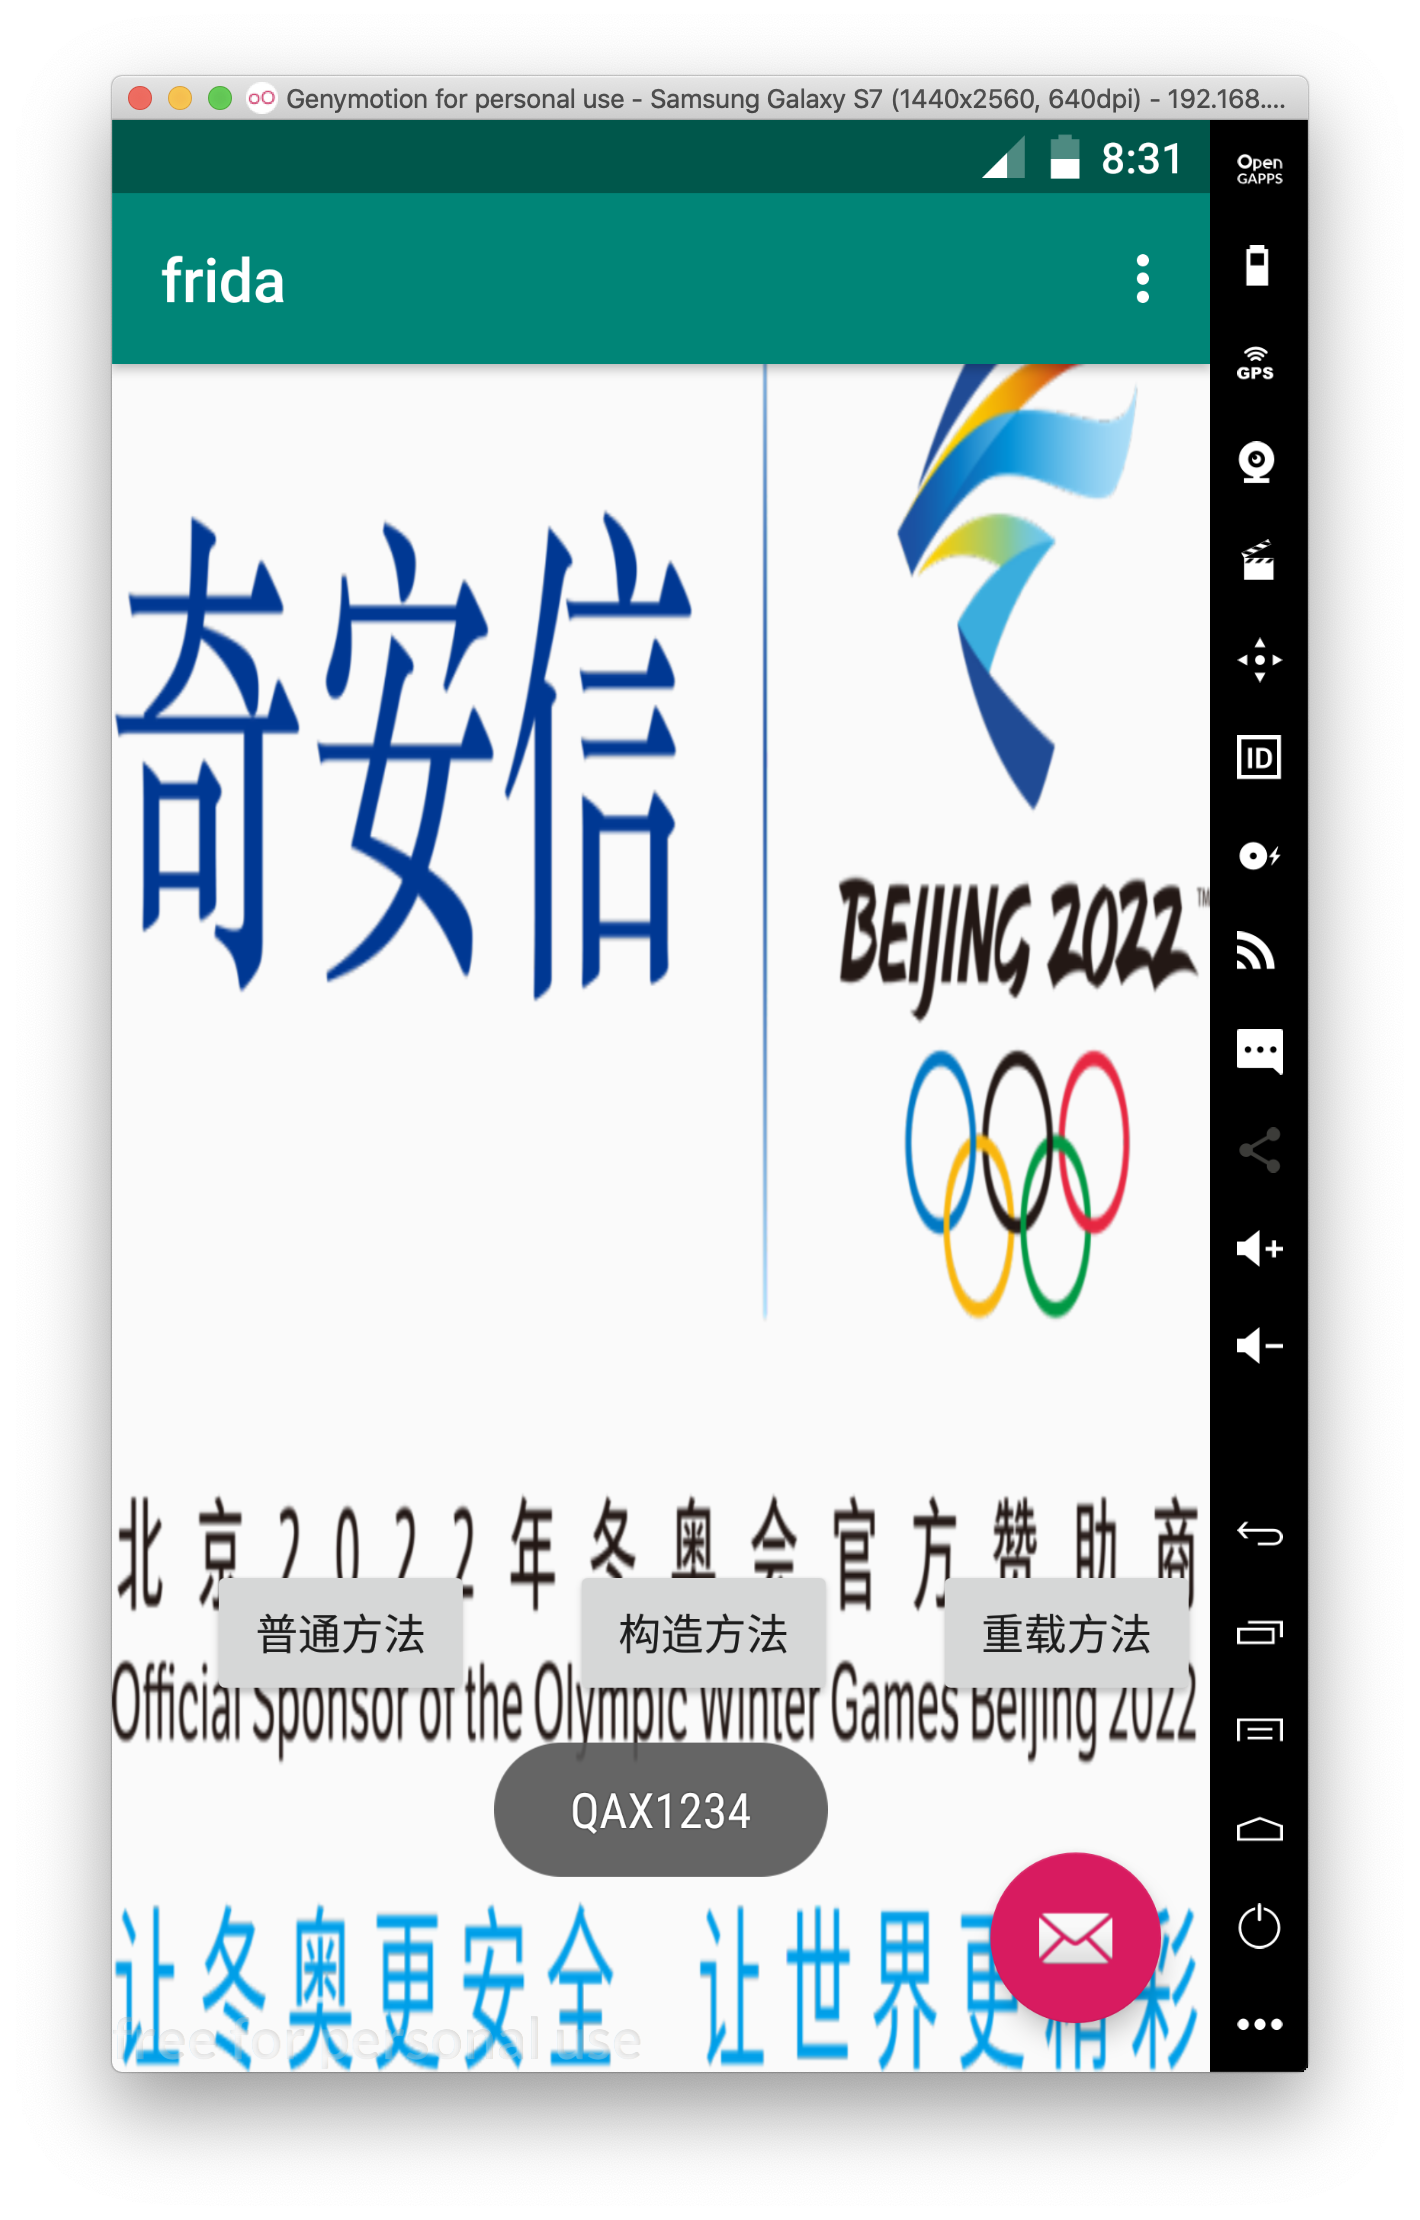 Genymotion for personal use - Samsung Galaxy S7 (1440x2560, 640dpi) - 192.168....
8:31
Open
GAPPS
frida
GPS
ID
奇安信
BEIJING 2022
TM
北京2022年冬奥会官方赞助商
普通方法
构造方法
重载方法
Official Sponsor of the Olympic Winter Games Beijing 2022
QAX1234
让冬奥更安全 让世界更精彩
free for personal use